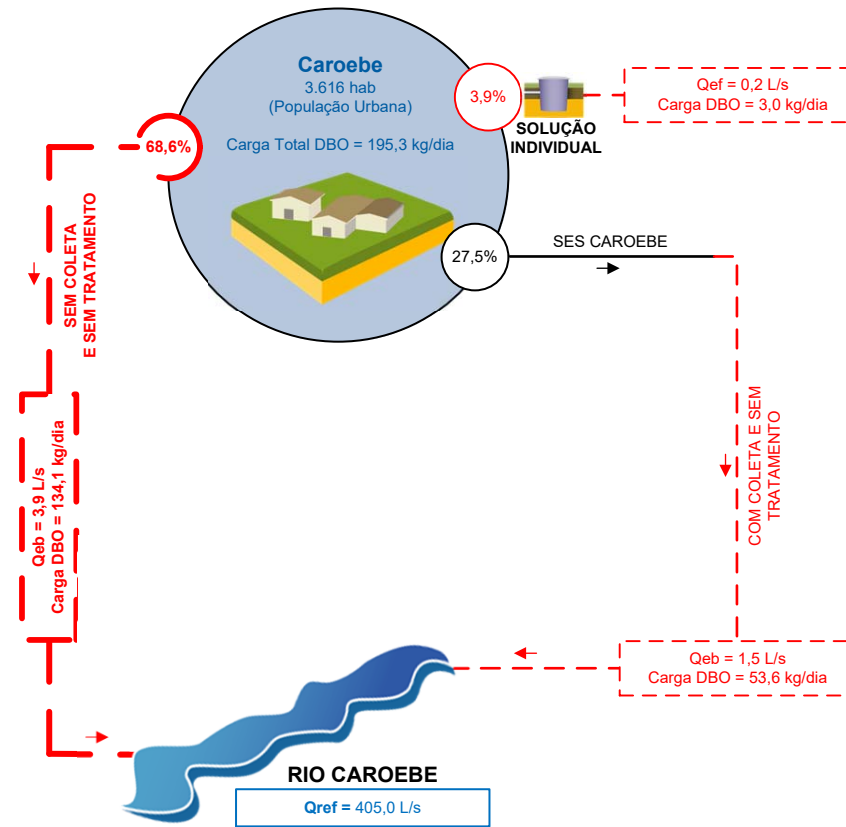 Caroebe
3.616 hab
(População Urbana)
Carga Total DBO = 195,3 kg/dia
3,9%
SOLUÇÃO
INDIVIDUAL
Qef = 0,2 L/s
Carga DBO = 3,0 kg/dia
68,6%
SEM COLETA
E SEM TRATAMENTO
27,5%
SES CAROEBE
COM COLETA E SEM
TRATAMENTO
Qeb = 3,9 L/s
Carga DBO = 134,1 kg/dia
Qeb = 1,5 L/s
Carga DBO = 53,6 kg/dia
RIO CAROEBE
Qref = 405,0 L/s